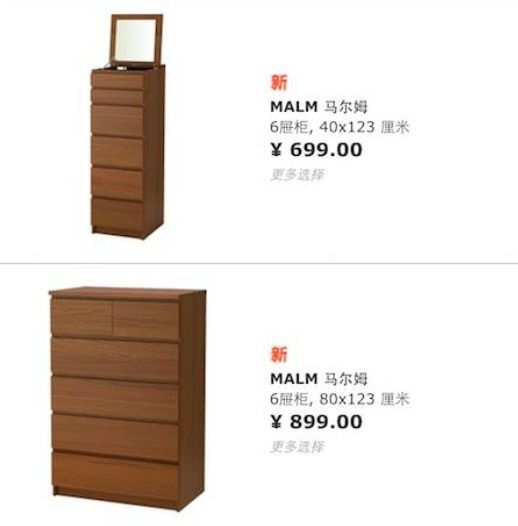 新
MALM 马尔姆
6屉柜, 40x123 厘米
¥ 699.00
更多选择
新
MALM 马尔姆
6屉柜, 80x123 厘米
¥ 899.00
更多选择